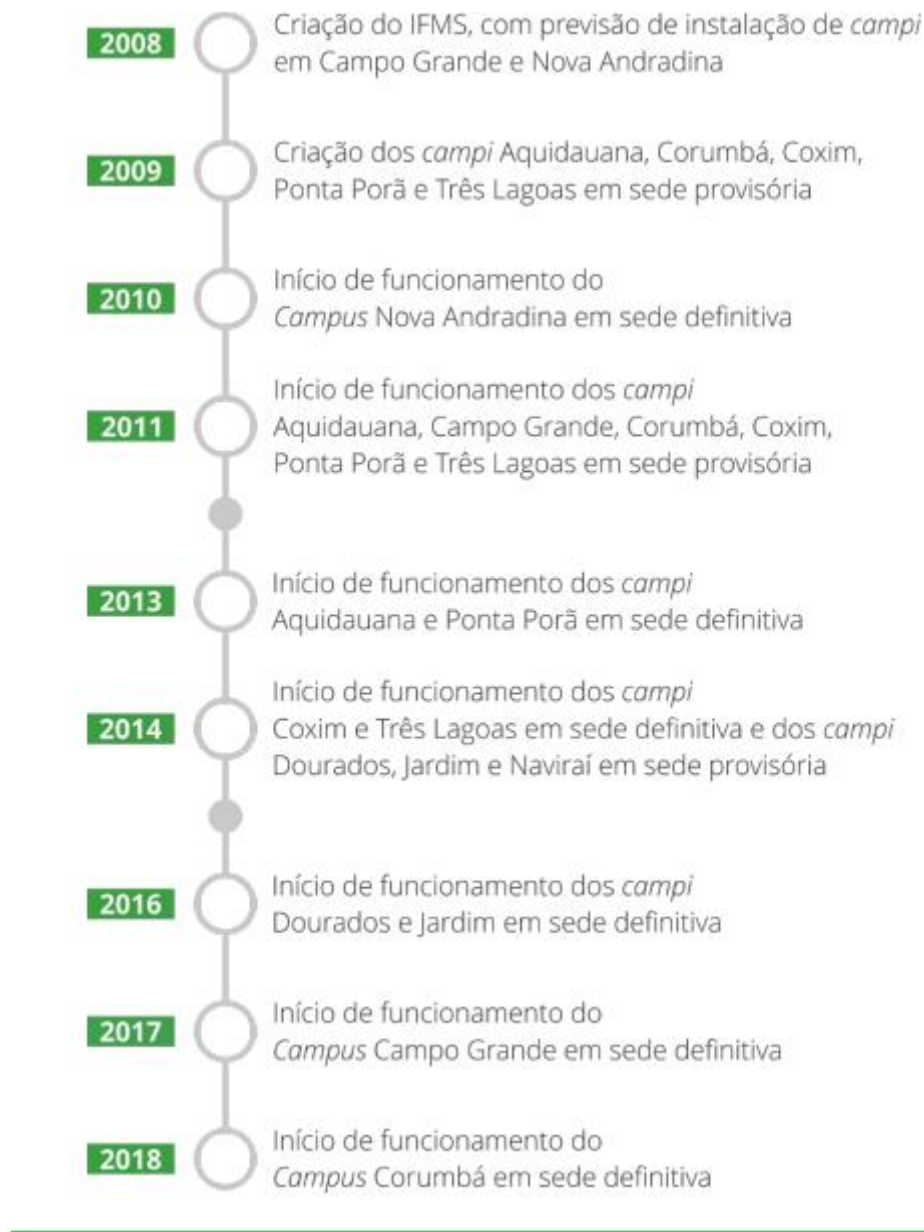 2008
Criação do IFMS, com previsão de instalação de campi
em Campo Grande e Nova Andradina
2009
Criação dos campi Aquidauana, Corumbá, Coxim,
Ponta Porã e Três Lagoas em sede provisória
2010
Início de funcionamento do
Campus Nova Andradina em sede definitiva
2011
Início de funcionamento dos campi
Aquidauana, Campo Grande, Corumbá, Coxim,
Ponta Porã e Três Lagoas em sede provisória
2013
Início de funcionamento dos campi
Aquidauana e Ponta Porã em sede definitiva
2014
Início de funcionamento dos campi
Coxim e Três Lagoas em sede definitiva e dos campi
Dourados, Jardim e Naviraí em sede provisória
2016
Início de funcionamento dos campi
Dourados e Jardim em sede definitiva
2017
Início de funcionamento do
Campus Campo Grande em sede definitiva
2018
Início de funcionamento do
Campus Corumbá em sede definitiva